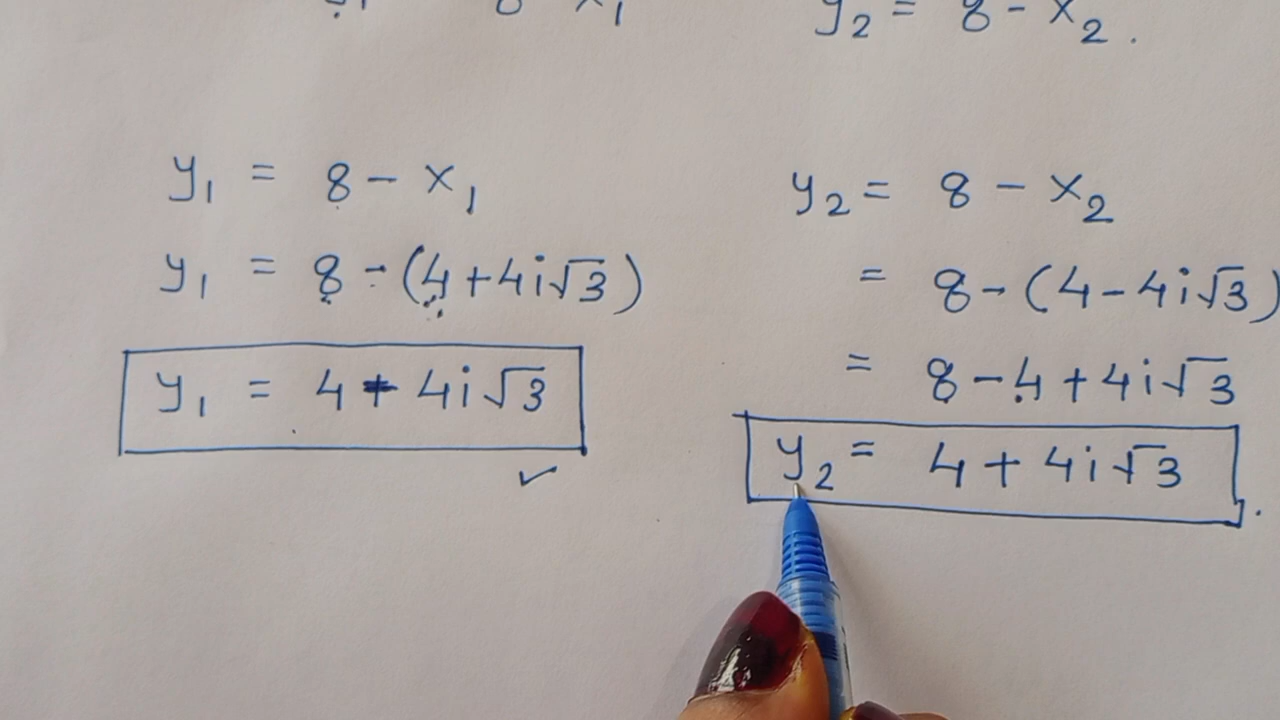 y₂ = 8 - x₂.
y₁ = 8 - x₁
y₁ = 8 - (4 + 4i√3)
y₁ = 4 - 4i√3
y₂ = 8 - x₂
= 8 - (4 - 4i√3)
= 8 - 4 + 4i√3
y₂ = 4 + 4i√3